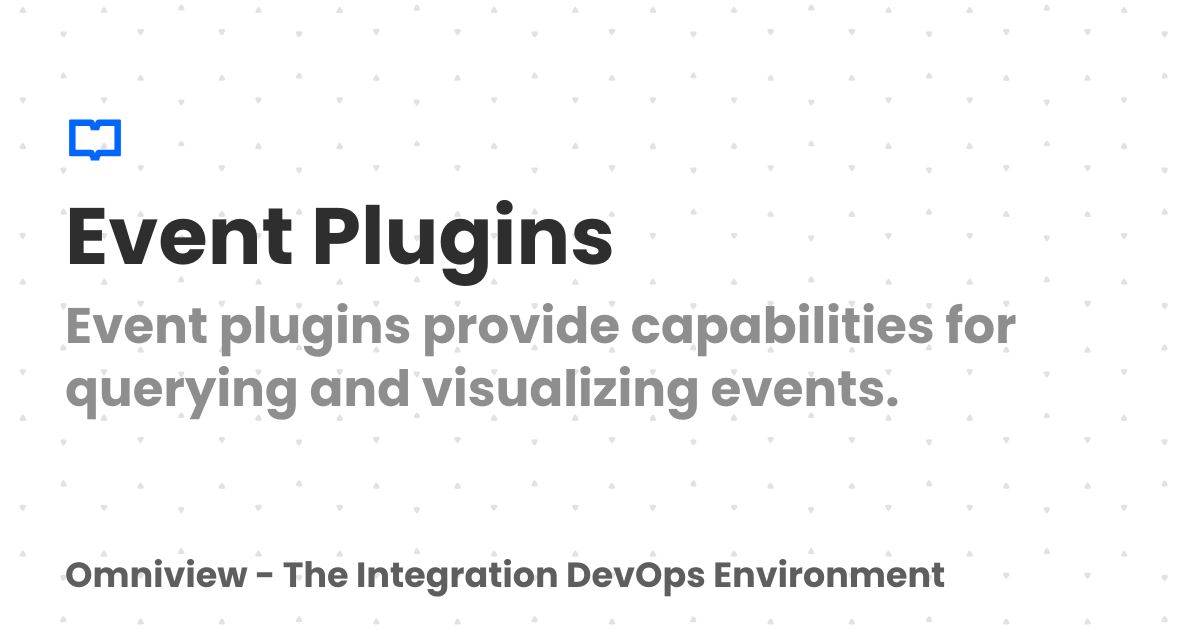 Event Plugins
Event plugins provide capabilities for
querying and visualizing events.
Omniview - The Integration DevOps Environment